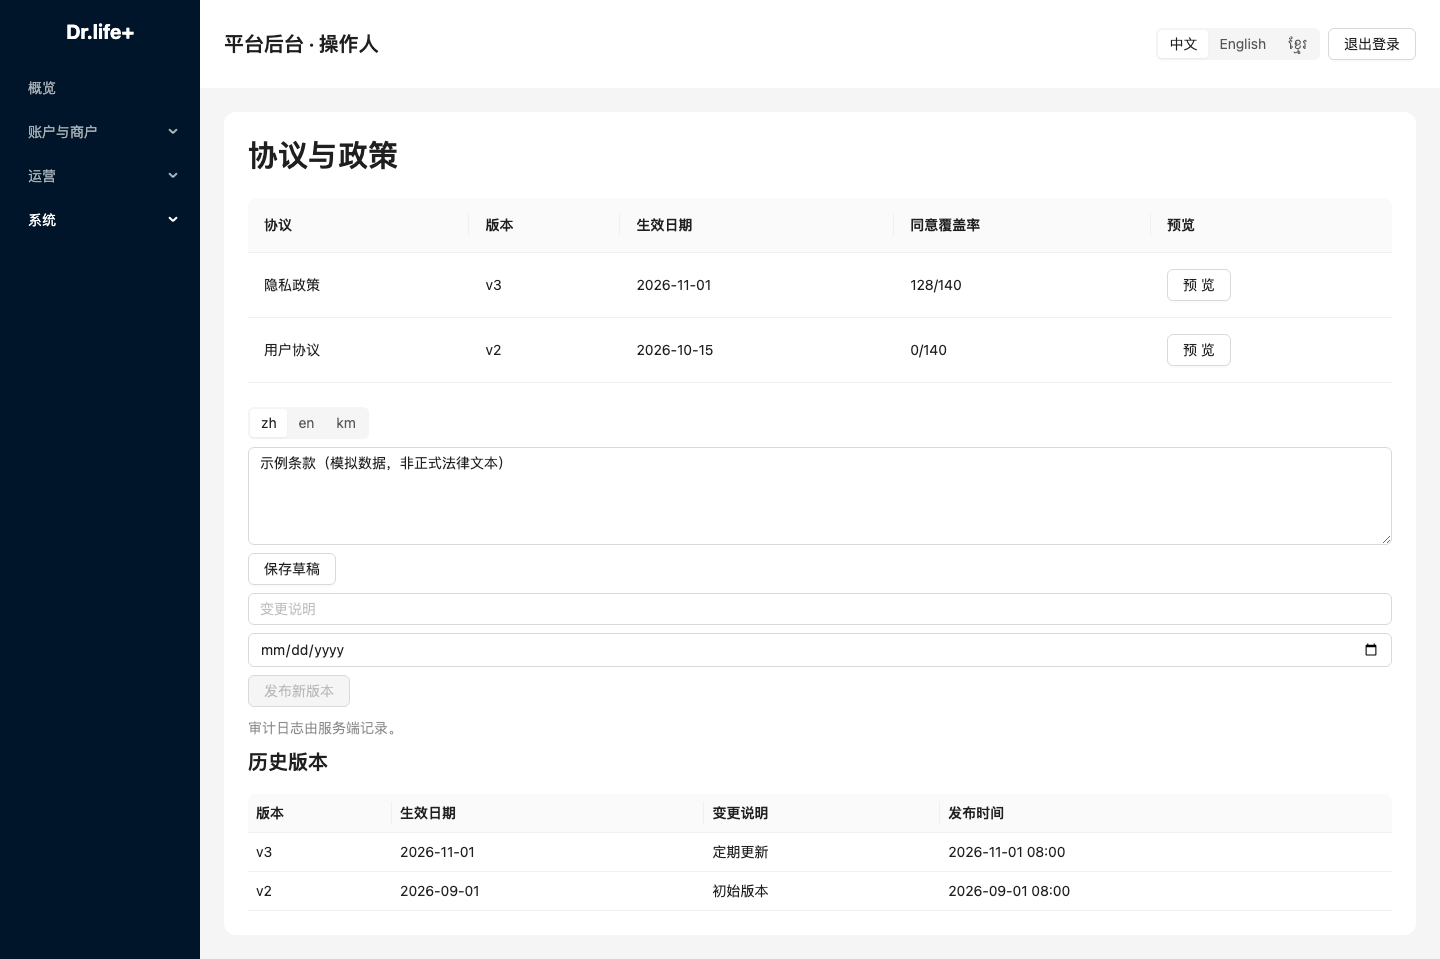 Dr.life+
概览
账户与商户
运营
系统
平台后台 · 操作人
中文 English ខ្មែរ 退出登录
协议与政策
协议 版本 生效日期 同意覆盖率 预览
隐私政策 v3 2026-11-01 128/140 预 览
用户协议 v2 2026-10-15 0/140 预 览
zh en km
示例条款（模拟数据，非正式法律文本）
保存草稿
变更说明
mm/dd/yyyy
发布新版本
审计日志由服务端记录。
历史版本
版本 生效日期 变更说明 发布时间
v3 2026-11-01 定期更新 2026-11-01 08:00
v2 2026-09-01 初始版本 2026-09-01 08:00